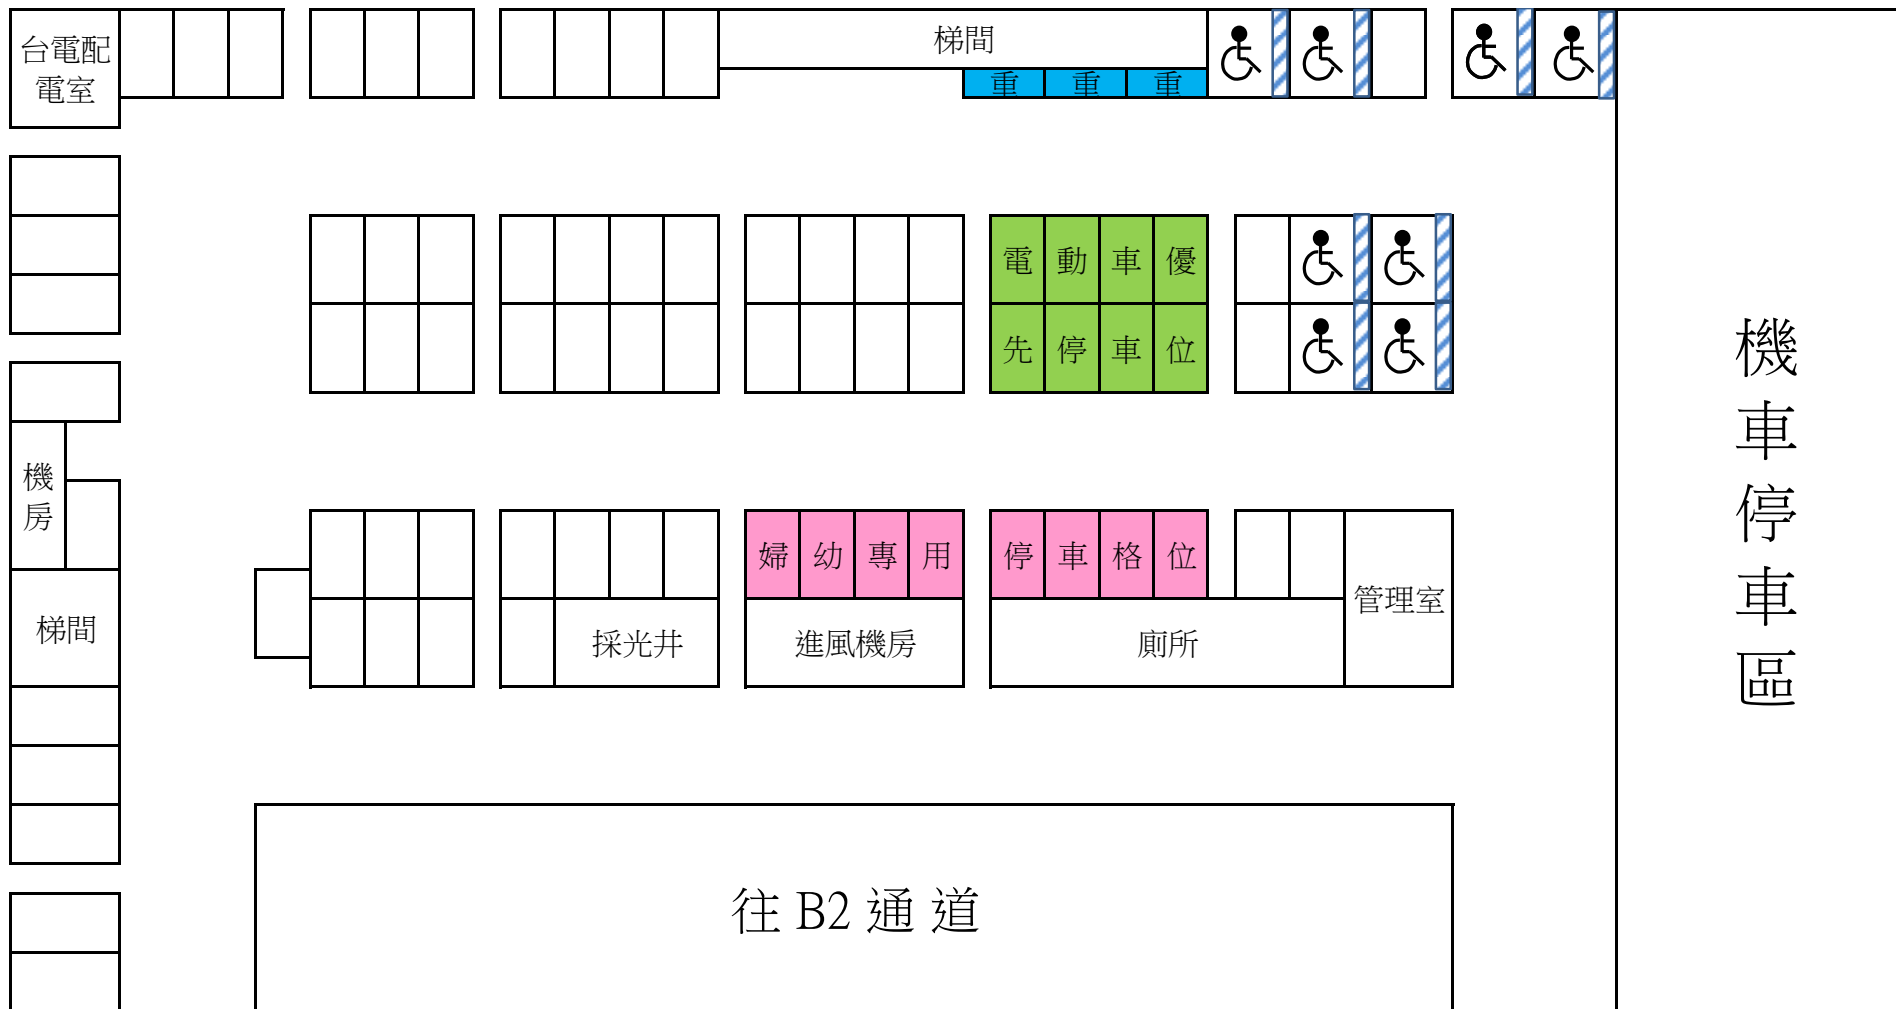 台電配
電室
梯間
重 重 重
電 動 車 優
先 停 車 位
機
房
婦 幼 專 用 停 車 格 位
管理室
梯間
採光井
進風機房
廁所
往 B2 通 道
機
車
停
車
區